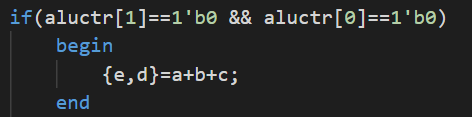 if(aluctr[1]==1'b0 && aluctr[0]==1'b0)
begin
{e,d}=a+b+c;
end